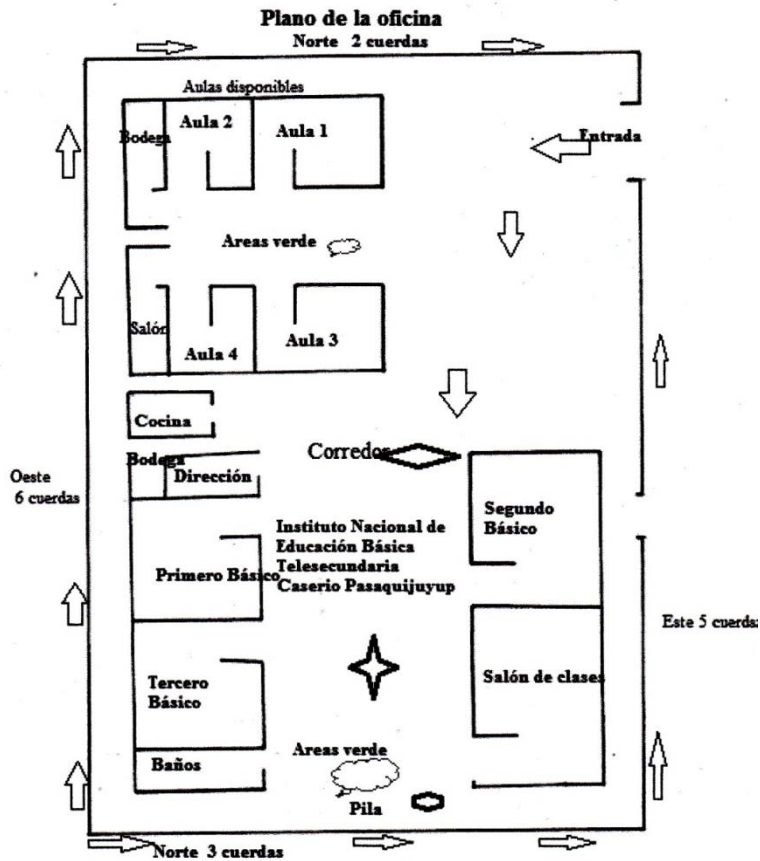 Plano de la oficina
Norte 2 cuerdas
Aulas disponibles
Bodega
Aula 2
Aula 1
Entrada
Areas verde
Salón
Aula 4
Aula 3
Cocina
Bodega
Dirección
Corredor
Oeste
6 cuerdas
Segundo
Básico
Instituto Nacional de
Educación Básica
Telesecundaria
Caserio Pasaquijuyup
Primero Básico
Este 5 cuerdsa
Tercero
Básico
Salón de clases
Baños
Areas verde
Pila
Norte 3 cuerdas